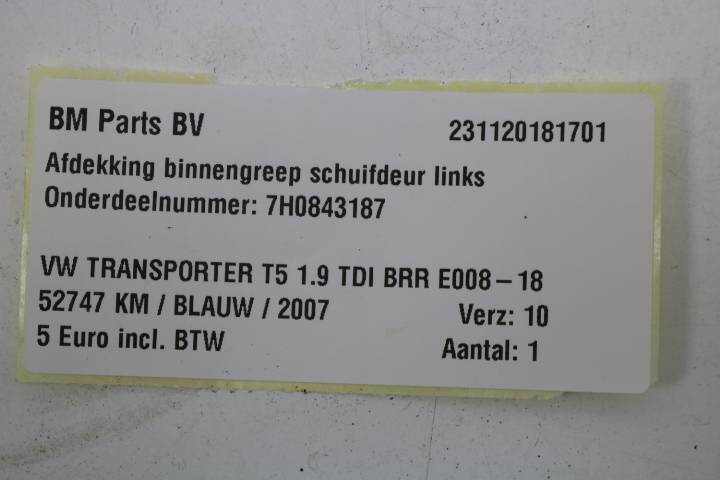 BM Parts BV 231120181701
Afdekking binnengreep schuifdeur links
Onderdeelnummer: 7H0843187
VW TRANSPORTER T5 1.9 TDI BRR E008-18
52747 KM / BLAUW / 2007 Verz: 10
5 Euro incl. BTW Aantal: 1